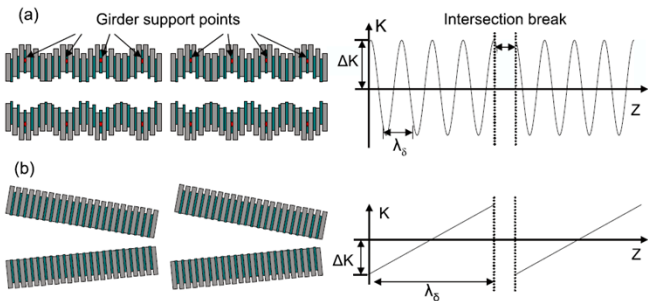 (a)
Girder support points
Intersection break
K
ΔK
Z
λδ
(b)
K
ΔK
Z
λδ